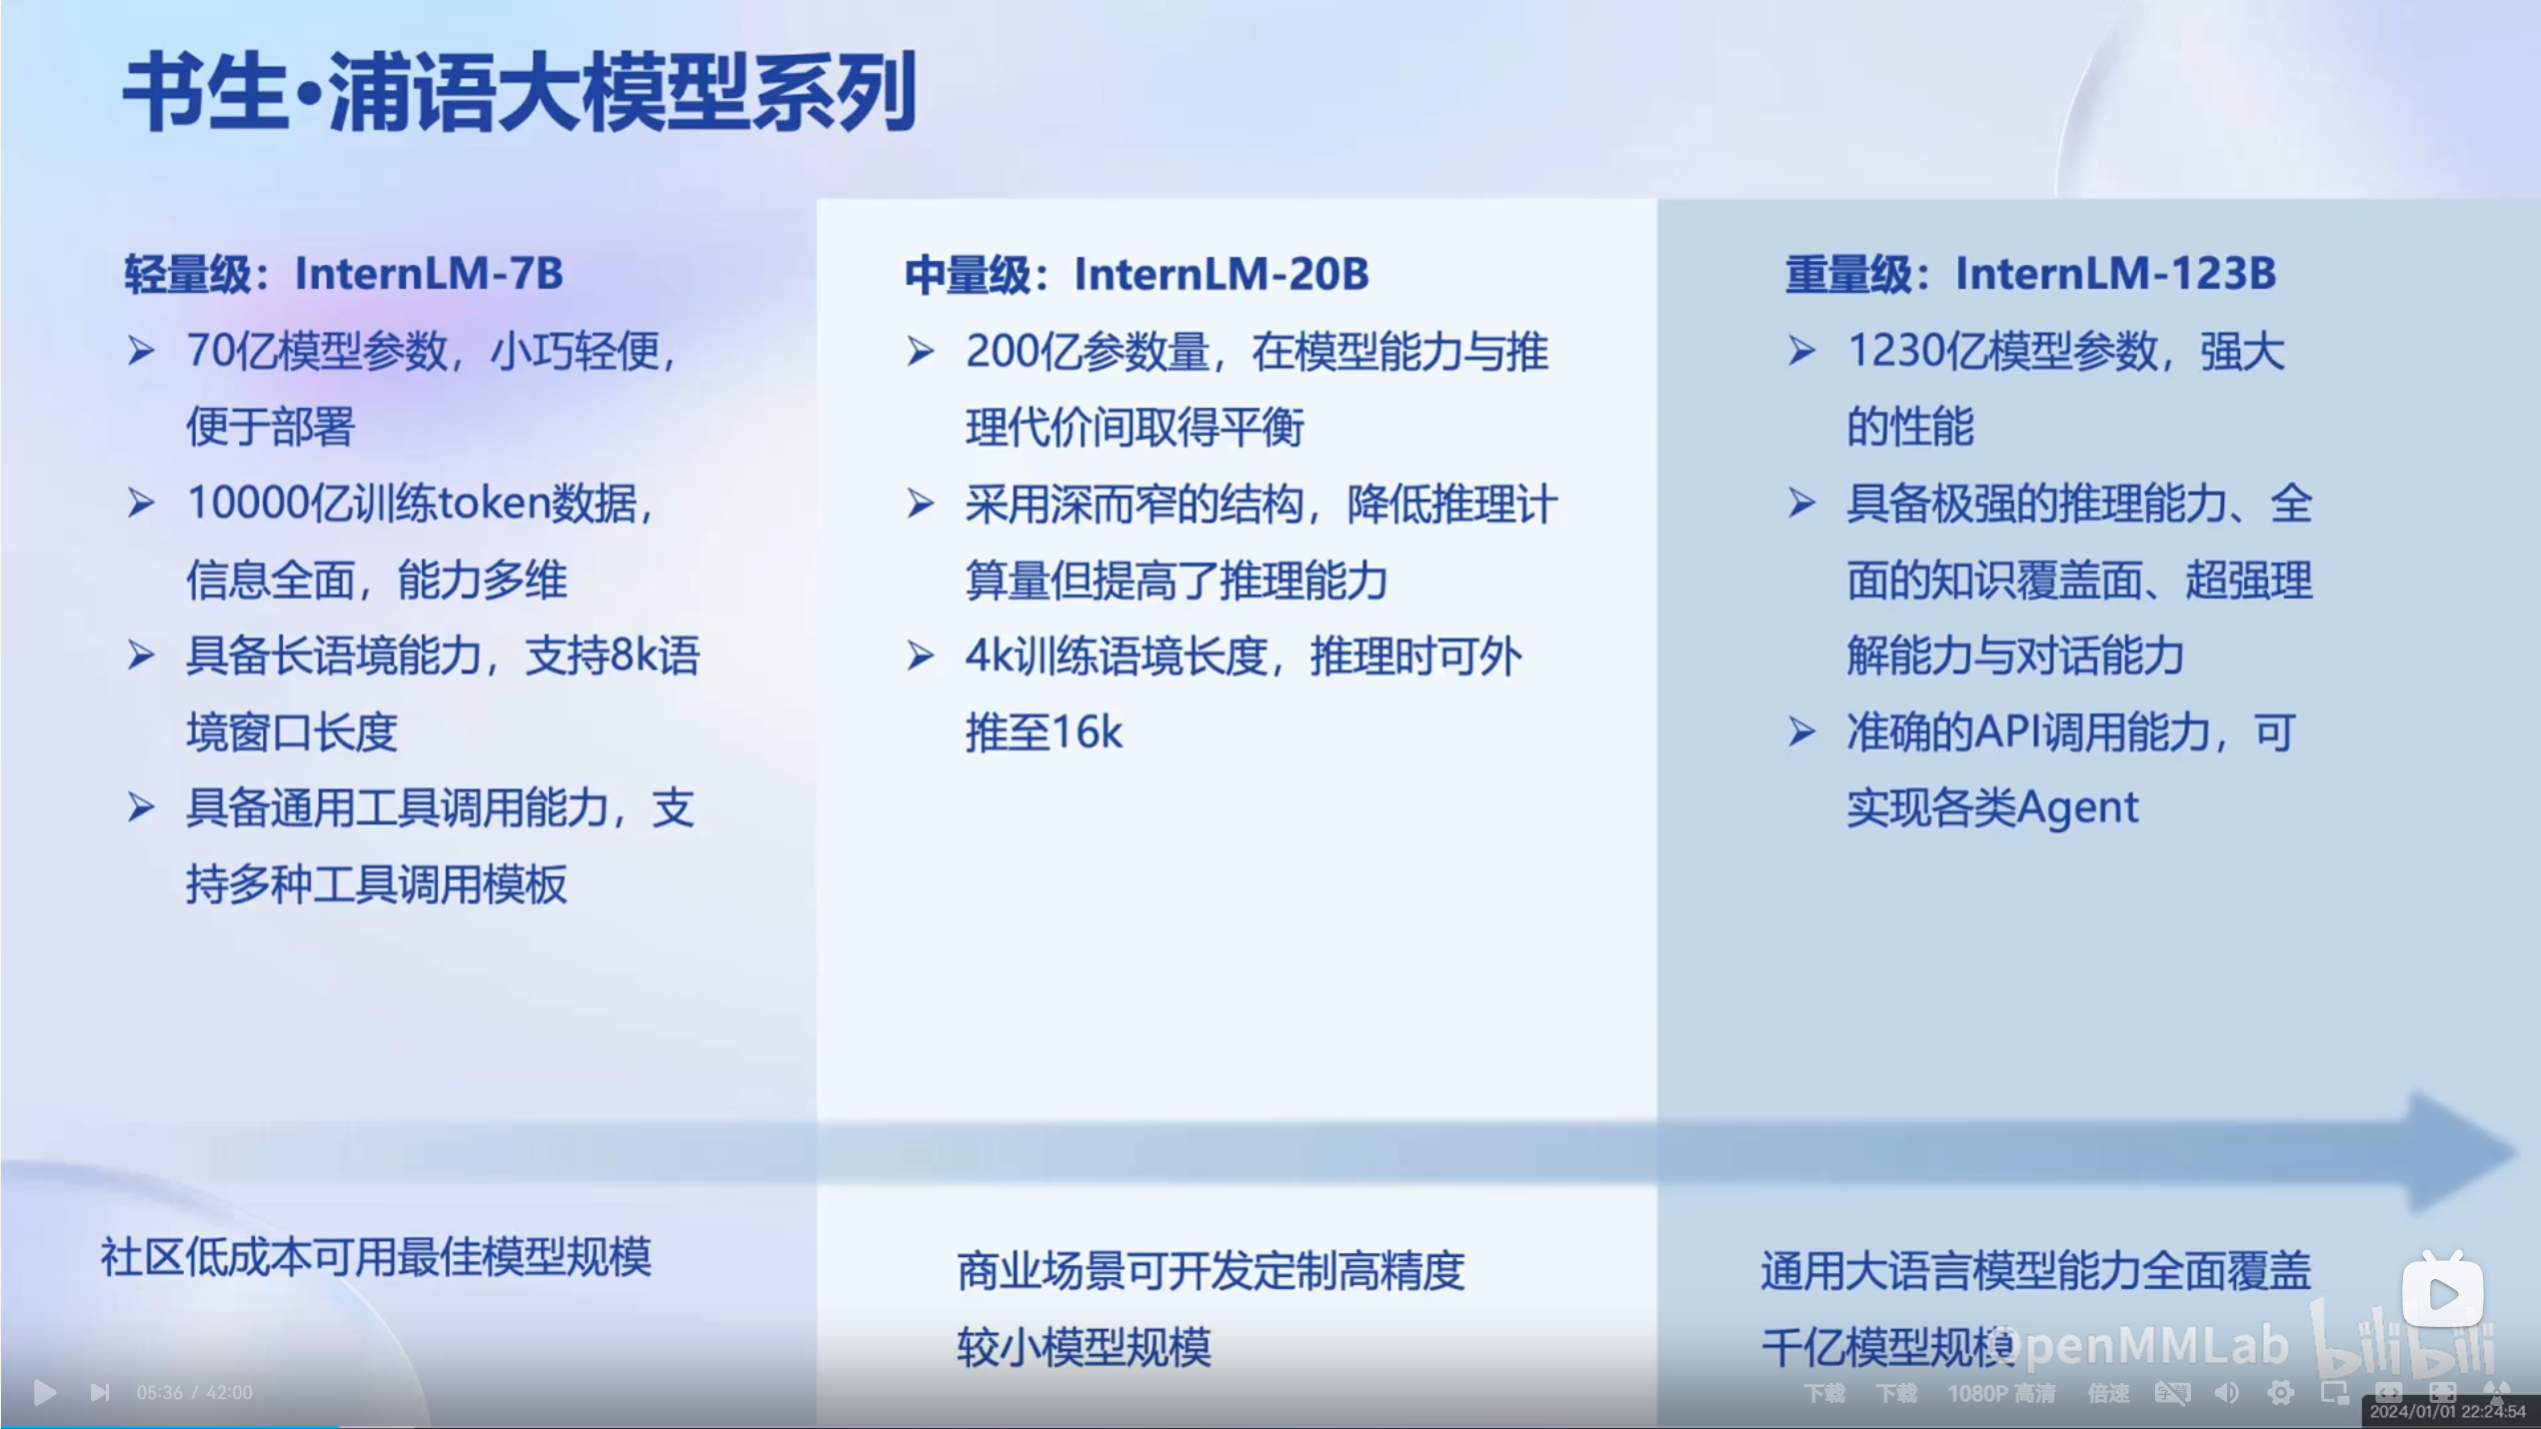 书生·浦语大模型系列
轻量级：InternLM-7B
70亿模型参数，小巧轻便，
便于部署
10000亿训练token数据，
信息全面，能力多维
具备长语境能力，支持8k语
境窗口长度
具备通用工具调用能力，支
持多种工具调用模板
社区低成本可用最佳模型规模
中量级：InternLM-20B
200亿参数量，在模型能力与推
理代价间取得平衡
采用深而窄的结构，降低推理计
算量但提高了推理能力
4k训练语境长度，推理时可外
推至16k
商业场景可开发定制高精度
较小模型规模
重量级：InternLM-123B
1230亿模型参数，强大
的性能
具备极强的推理能力、全
面的知识覆盖面、超强理
解能力与对话能力
准确的API调用能力，可
实现各类Agent
通用大语言模型能力全面覆盖
千亿模型规模
OpenMMLab bilibili
05:36 / 42:00
下载 下载 1080P 高清 倍速 字幕
2024/01/01 22:24:54